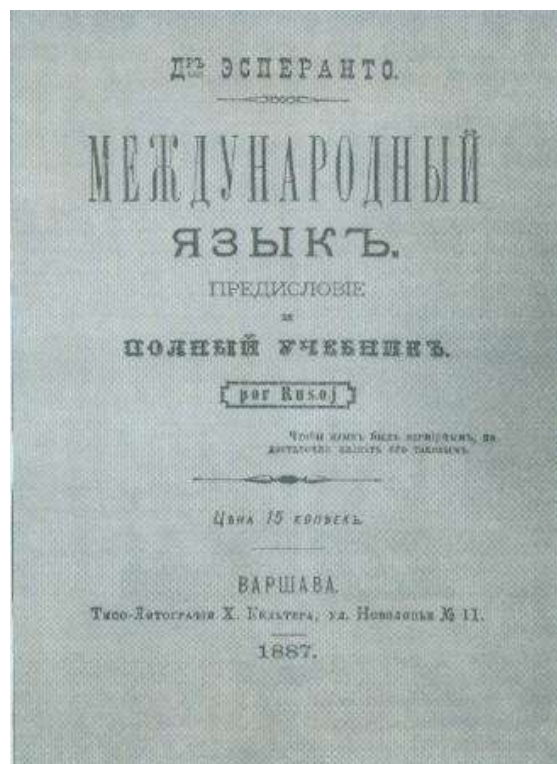 Дръ ЭСПЕРАНТО.
МЕЖДУНАРОДНЫЙ
ЯЗЫКЪ.
ПРЕДИСЛОВІЕ
и
ПОЛНЫЙ УЧЕБНИКЪ.
por Rusoj
Чтобы языкъ былъ всемірнымъ, не
достаточно назвать его таковымъ.
Цѣна 15 копѣекъ
ВАРШАВА.
Типо-Литографія Х. Кельтера, ул. Новолипье № 11.
1887.